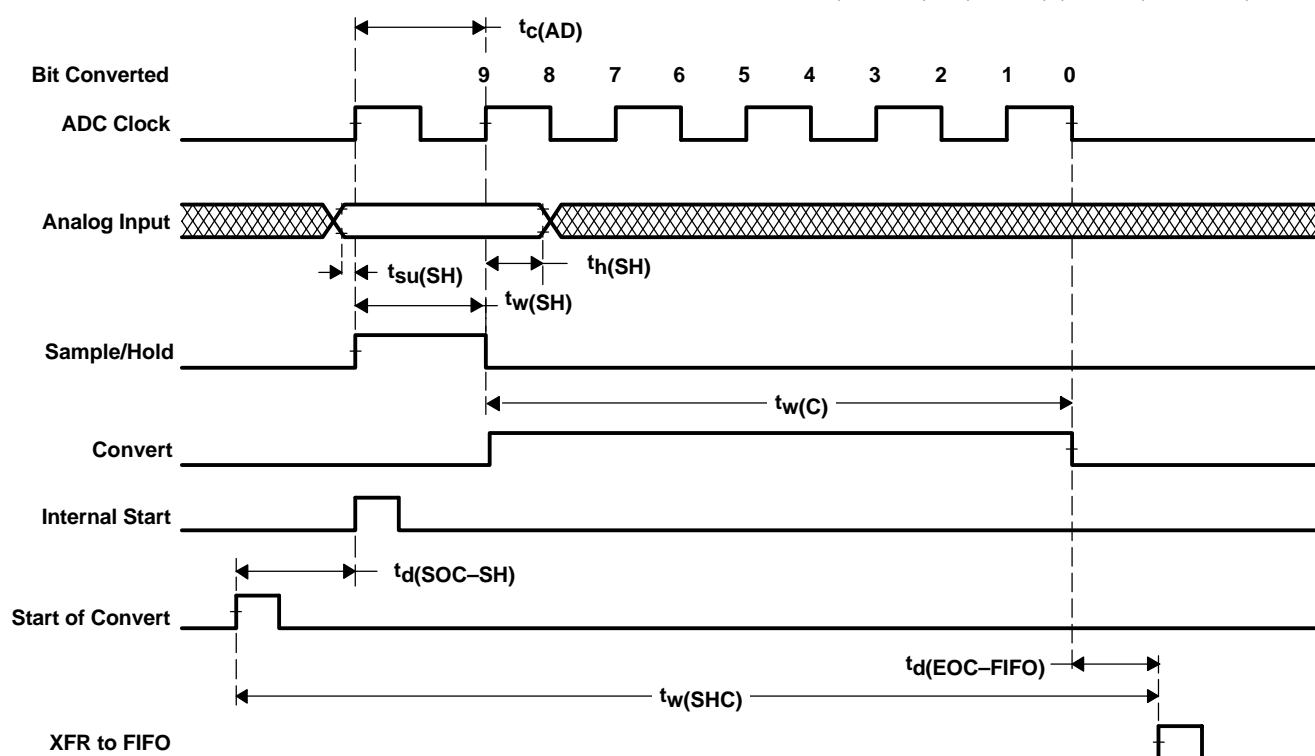 tc(AD)
Bit Converted 9 8 7 6 5 4 3 2 1 0
ADC Clock
Analog Input
tsu(SH) th(SH)
tw(SH)
Sample/Hold
tw(C)
Convert
Internal Start
td(SOC–SH)
Start of Convert
td(EOC–FIFO)
tw(SHC)
XFR to FIFO